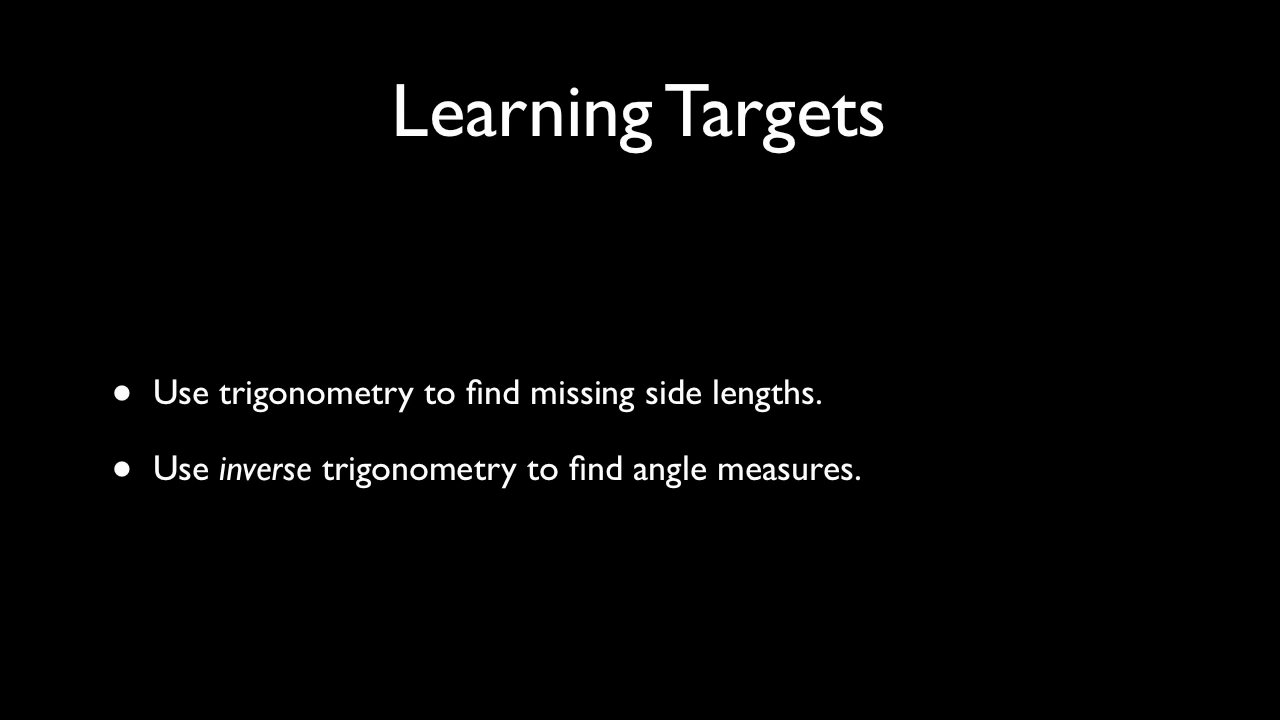 Learning Targets
• Use trigonometry to find missing side lengths.
• Use inverse trigonometry to find angle measures.